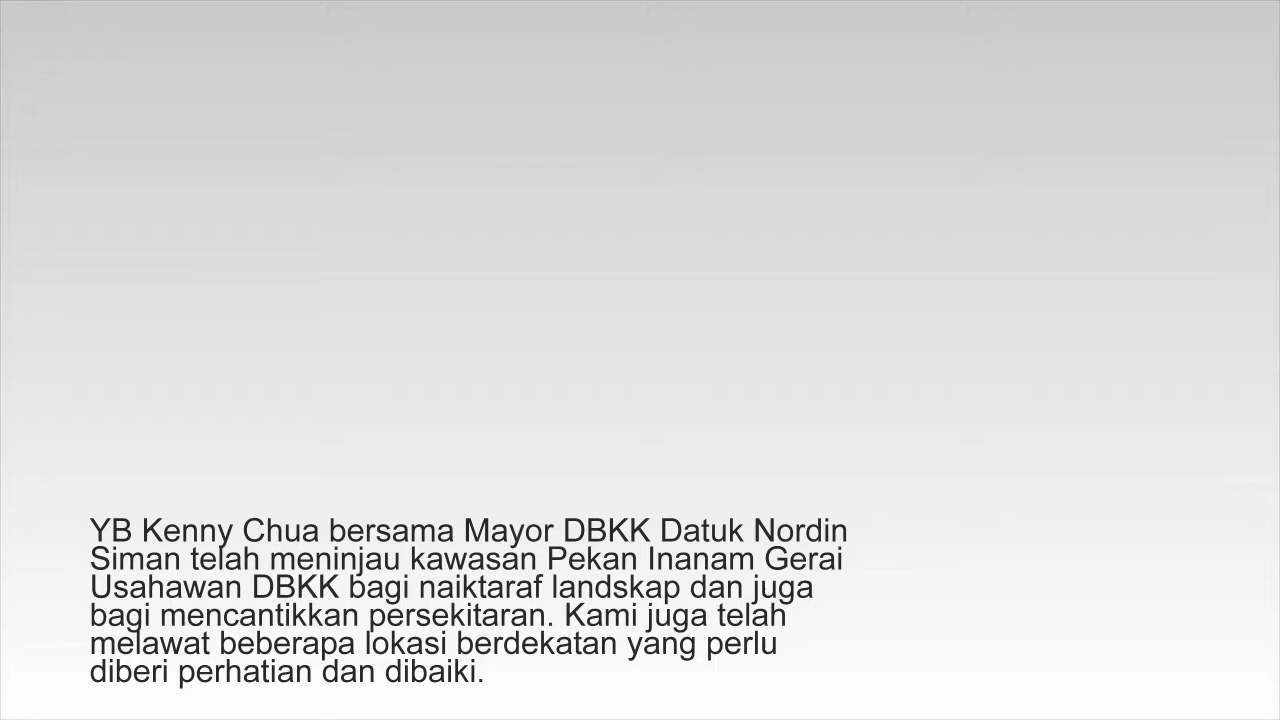 YB Kenny Chua bersama Mayor DBKK Datuk Nordin
Siman telah meninjau kawasan Pekan Inanam Gerai
Usahawan DBKK bagi naiktaraf landskap dan juga
bagi mencantikkan persekitaran. Kami juga telah
melawat beberapa lokasi berdekatan yang perlu
diberi perhatian dan dibaiki.